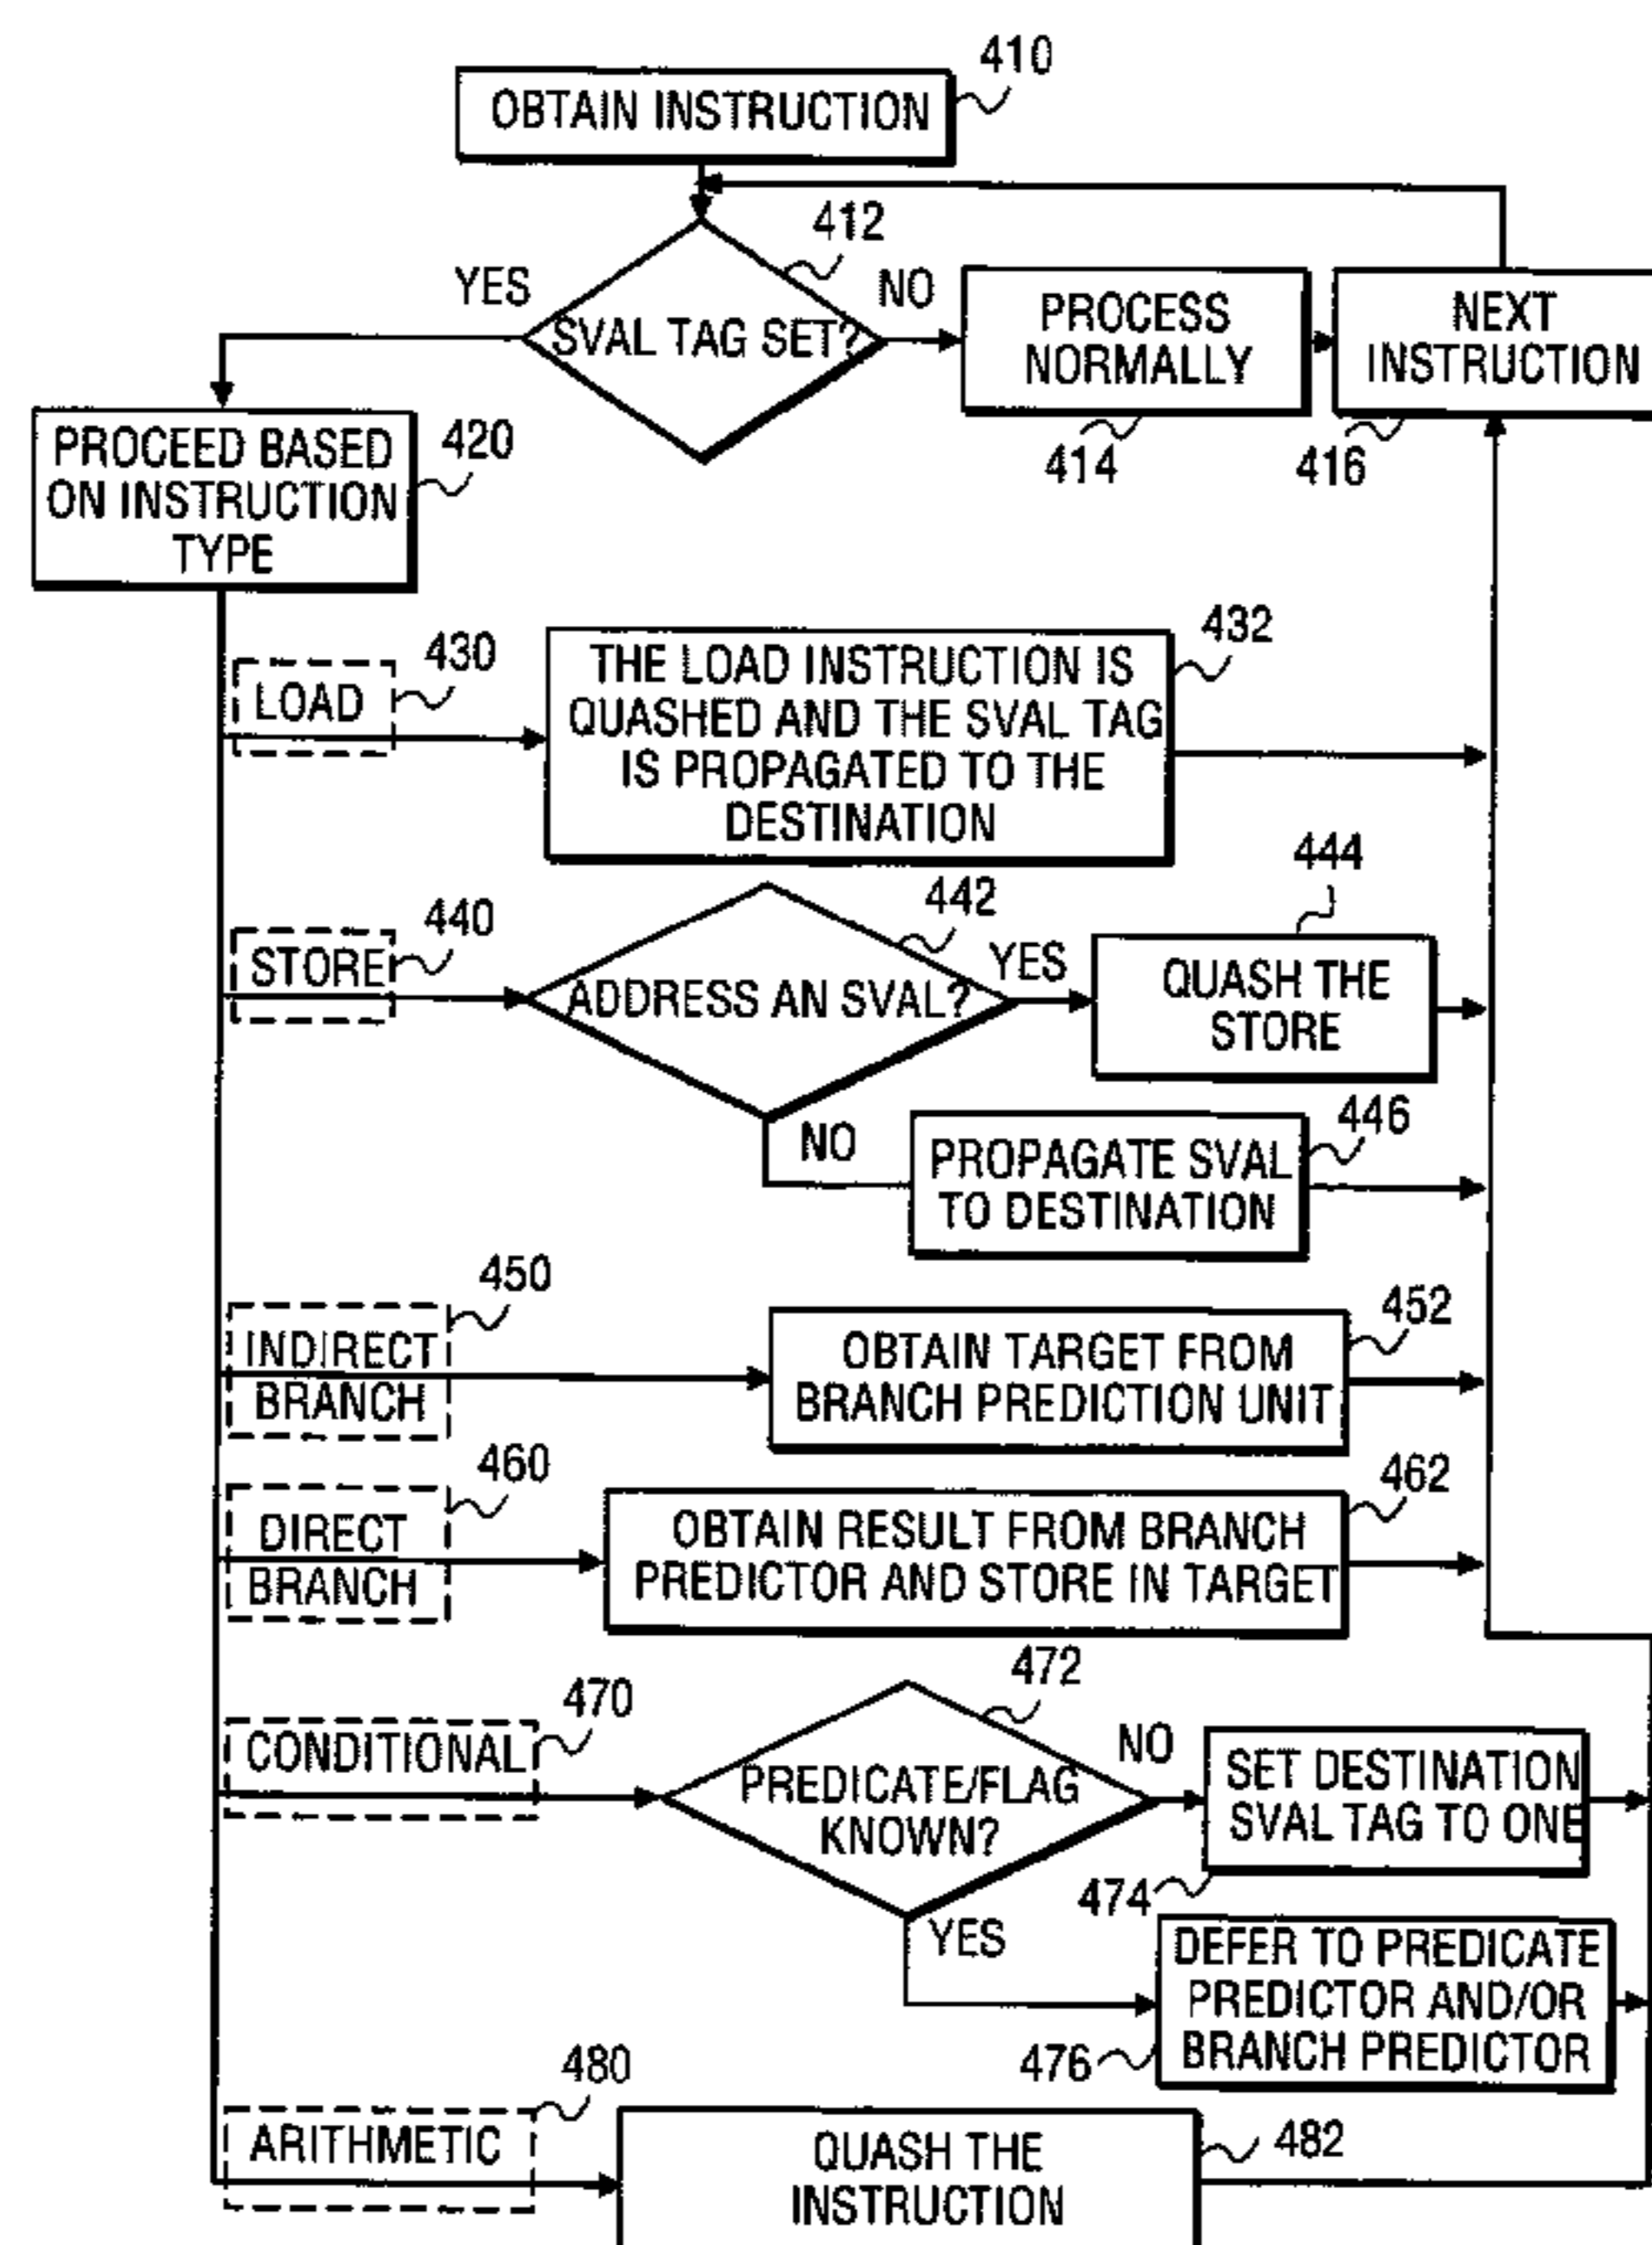 410
OBTAIN INSTRUCTION
412
YES
NO
SVAL TAG SET?
PROCESS
NORMALLY
414
NEXT
INSTRUCTION
416
PROCEED BASED
ON INSTRUCTION
TYPE
420
LOAD
430
THE LOAD INSTRUCTION IS
QUASHED AND THE SVAL TAG
IS PROPAGATED TO THE
DESTINATION
432
STORE
440
ADDRESS AN SVAL?
442
YES
QUASH THE
STORE
444
NO
PROPAGATE SVAL
TO DESTINATION
446
INDIRECT
BRANCH
450
OBTAIN TARGET FROM
BRANCH PREDICTION UNIT
452
DIRECT
BRANCH
460
OBTAIN RESULT FROM BRANCH
PREDICTOR AND STORE IN TARGET
462
CONDITIONAL
470
PREDICATE/FLAG
KNOWN?
472
NO
SET DESTINATION
SVAL TAG TO ONE
474
YES
DEFER TO PREDICATE
PREDICTOR AND/OR
BRANCH PREDICTOR
476
ARITHMETIC
480
QUASH THE
INSTRUCTION
482